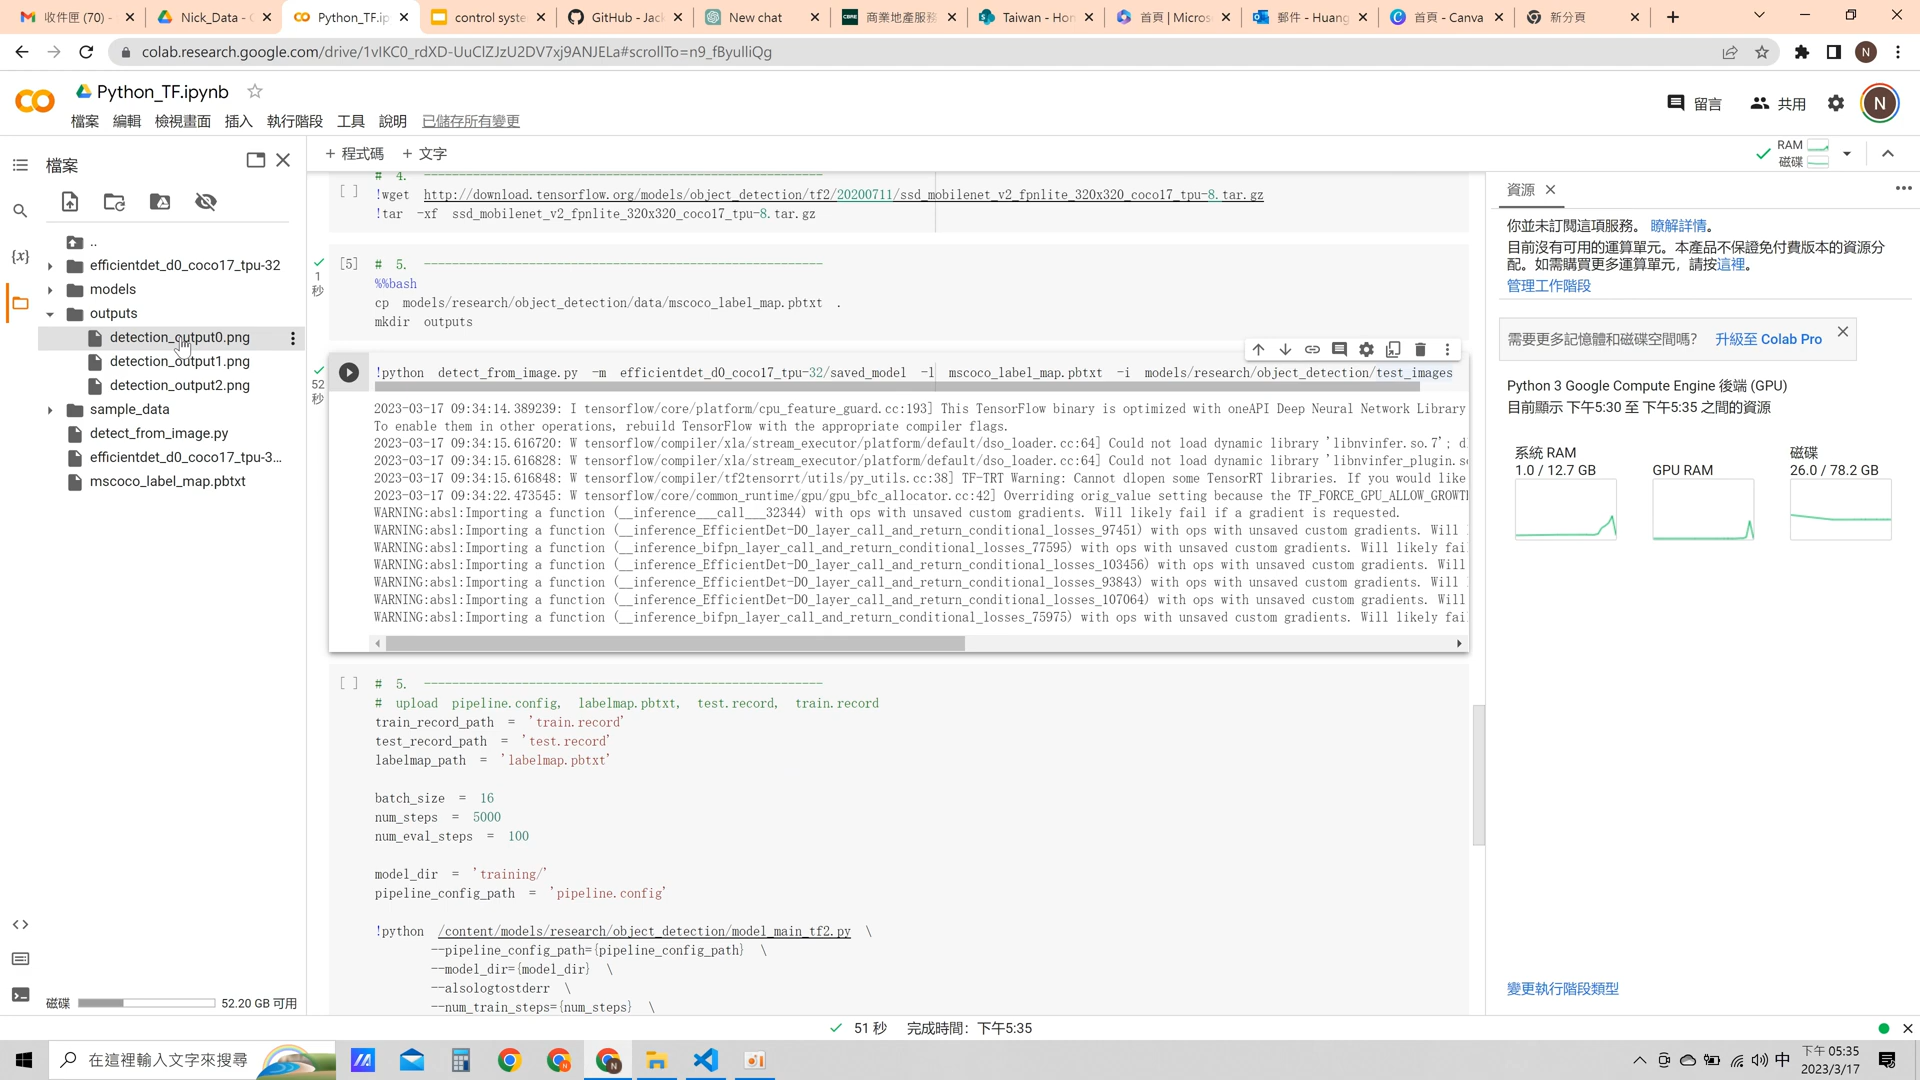 收件匣 (70) -
Nick_Data -
Python_TF.ip
control syste
GitHub - Jac
New chat
CBRE
商業地產服務
Taiwan - Hon
首頁 | Micros
郵件 - Huang
首頁 - Canva
新分頁
colab.research.google.com/drive/1vIKC0_rdXD-UuClZJzU2DV7xj9ANJELa#scrollTo=n9_fByulliQg
N
Python_TF.ipynb
留言
共用
N
檔案 編輯 檢視畫面 插入 執行階段 工具 說明 已儲存所有變更
檔案
+ 程式碼 + 文字
RAM
磁碟
..
efficientdet_d0_coco17_tpu-32
models
outputs
detection_output0.png
detection_output1.png
detection_output2.png
sample_data
detect_from_image.py
efficientdet_d0_coco17_tpu-3...
mscoco_label_map.pbtxt
{x}
磁碟 52.20 GB 可用
# 4. ---------------------------------------------------------
[ ] !wget http://download.tensorflow.org/models/object_detection/tf2/20200711/ssd_mobilenet_v2_fpnlite_320x320_coco17_tpu-8.tar.gz
!tar -xf ssd_mobilenet_v2_fpnlite_320x320_coco17_tpu-8.tar.gz
1
秒
[5] # 5. ---------------------------------------------------------
%%bash
cp models/research/object_detection/data/mscoco_label_map.pbtxt .
mkdir outputs
52
秒
!python detect_from_image.py -m efficientdet_d0_coco17_tpu-32/saved_model -l mscoco_label_map.pbtxt -i models/research/object_detection/test_images
2023-03-17 09:34:14.389239: I tensorflow/core/platform/cpu_feature_guard.cc:193] This TensorFlow binary is optimized with oneAPI Deep Neural Network Library
To enable them in other operations, rebuild TensorFlow with the appropriate compiler flags.
2023-03-17 09:34:15.616720: W tensorflow/compiler/xla/stream_executor/platform/default/dso_loader.cc:64] Could not load dynamic library 'libnvinfer.so.7'; d
2023-03-17 09:34:15.616828: W tensorflow/compiler/xla/stream_executor/platform/default/dso_loader.cc:64] Could not load dynamic library 'libnvinfer_plugin.s
2023-03-17 09:34:15.616848: W tensorflow/compiler/tf2tensorrt/utils/py_utils.cc:38] TF-TRT Warning: Cannot dlopen some TensorRT libraries. If you would like
2023-03-17 09:34:22.473545: W tensorflow/core/common_runtime/gpu/gpu_bfc_allocator.cc:42] Overriding orig_value setting because the TF_FORCE_GPU_ALLOW_GROWT
WARNING:absl:Importing a function (__inference___call___32344) with ops with unsaved custom gradients. Will likely fail if a gradient is requested.
WARNING:absl:Importing a function (__inference_EfficientDet-D0_layer_call_and_return_conditional_losses_97451) with ops with unsaved custom gradients. Will
WARNING:absl:Importing a function (__inference_bifpn_layer_call_and_return_conditional_losses_77595) with ops with unsaved custom gradients. Will likely fai
WARNING:absl:Importing a function (__inference_EfficientDet-D0_layer_call_and_return_conditional_losses_103456) with ops with unsaved custom gradients. Will
WARNING:absl:Importing a function (__inference_EfficientDet-D0_layer_call_and_return_conditional_losses_93843) with ops with unsaved custom gradients. Will
WARNING:absl:Importing a function (__inference_EfficientDet-D0_layer_call_and_return_conditional_losses_107064) with ops with unsaved custom gradients. Will
WARNING:absl:Importing a function (__inference_bifpn_layer_call_and_return_conditional_losses_75975) with ops with unsaved custom gradients. Will likely fai
[ ] # 5. ---------------------------------------------------------
# upload pipeline.config, labelmap.pbtxt, test.record, train.record
train_record_path = 'train.record'
test_record_path = 'test.record'
labelmap_path = 'labelmap.pbtxt'
batch_size = 16
num_steps = 5000
num_eval_steps = 100
model_dir = 'training/'
pipeline_config_path = 'pipeline.config'
!python /content/models/research/object_detection/model_main_tf2.py \
--pipeline_config_path={pipeline_config_path} \
--model_dir={model_dir} \
--alsologtostderr \
--num_train_steps={num_steps} \
資源
你並未訂閱這項服務。 瞭解詳情。
目前沒有可用的運算單元。本產品不保證免付費版本的資源分
配。如需購買更多運算單元，請按這裡。
管理工作階段
需要更多記憶體和磁碟空間嗎？ 升級至 Colab Pro
Python 3 Google Compute Engine 後端 (GPU)
目前顯示 下午5:30 至 下午5:35 之間的資源
系統 RAM
1.0 / 12.7 GB
GPU RAM
磁碟
26.0 / 78.2 GB
變更執行階段類型
51 秒 完成時間：下午5:35
在這裡輸入文字來搜尋
中
下午 05:35
2023/3/17